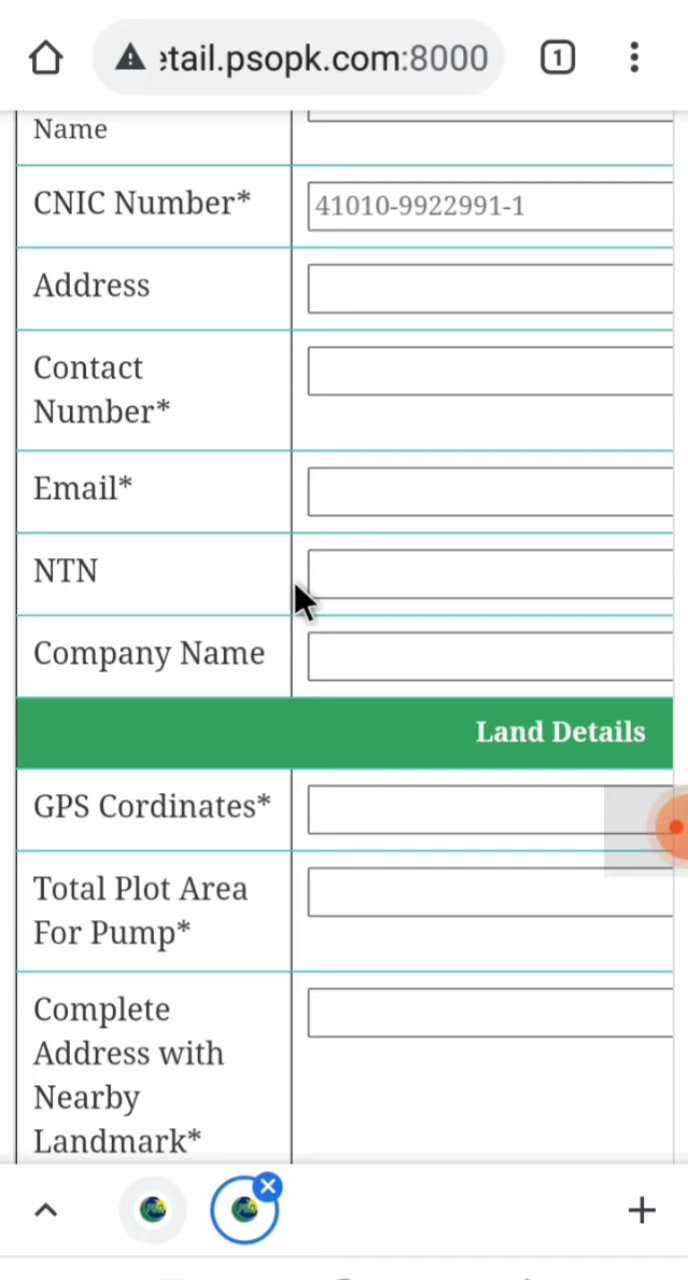 etail.psopk.com:8000
1
Name
CNIC Number*
41010-9922991-1
Address
Contact
Number*
Email*
NTN
Company Name
Land Details
GPS Cordinates*
Total Plot Area
For Pump*
Complete
Address with
Nearby
Landmark*